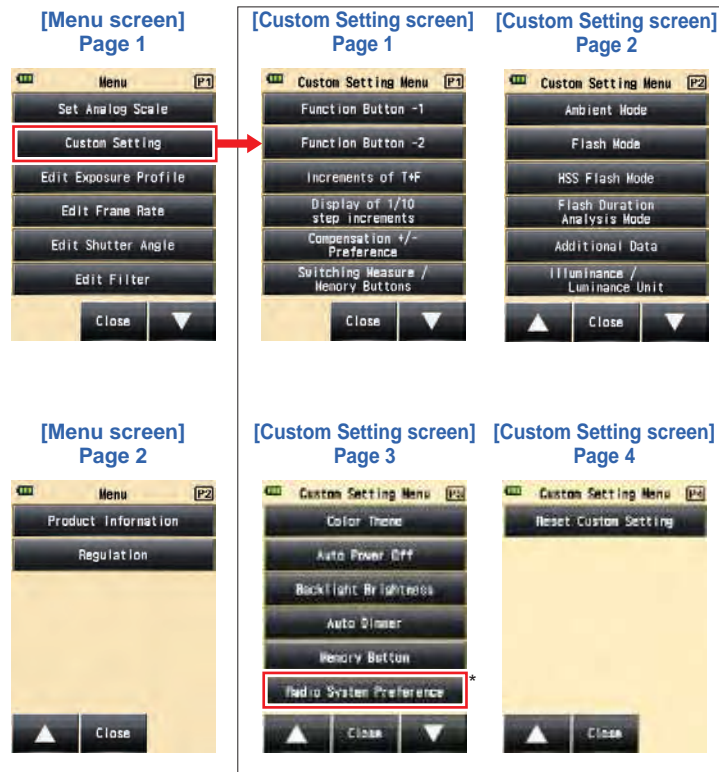 [Menu screen]
Page 1
Menu P1
Set Analog Scale
Custom Setting
Edit Exposure Profile
Edit Frame Rate
Edit Shutter Angle
Edit Filter
Close
[Custom Setting screen]
Page 1
Custom Setting Menu P1
Function Button -1
Function Button -2
Increments of T+F
Display of 1/10
step increments
Compensation +/-
Preference
Switching Measure /
Memory Buttons
Close
[Custom Setting screen]
Page 2
Custom Setting Menu P2
Ambient Mode
Flash Mode
HSS Flash Mode
Flash Duration
Analysis Mode
Additional Data
Illuminance /
Luminance Unit
Close
[Menu screen]
Page 2
Menu P2
Product Information
Regulation
Close
[Custom Setting screen]
Page 3
Custom Setting Menu P3
Color Theme
Auto Power Off
Backlight Brightness
Auto Dimmer
Memory Button
Radio System Preference *
Close
[Custom Setting screen]
Page 4
Custom Setting Menu P4
Reset Custom Setting
Close